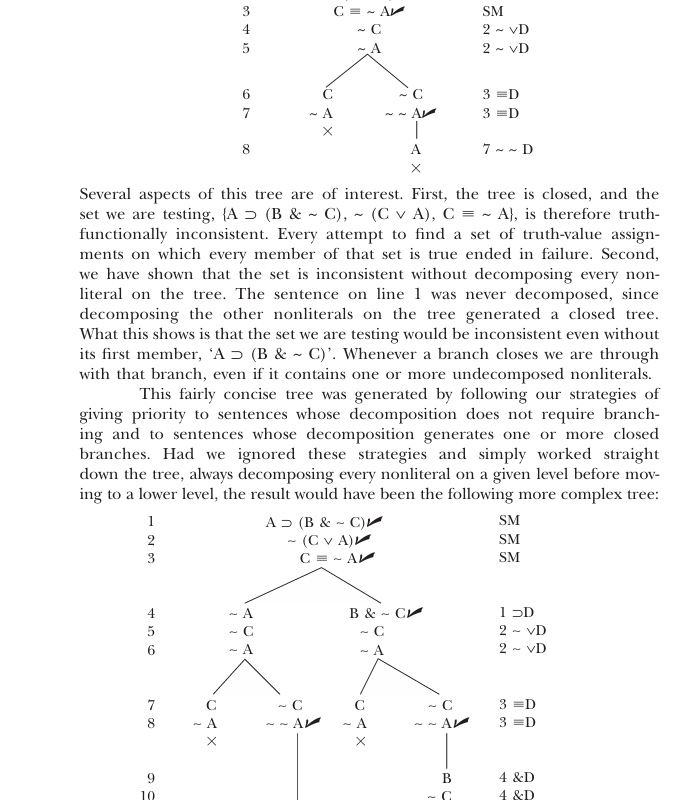 3 C ≡ ~ A✔ SM
4 ~ C 2 ~ ∨D
5 ~ A 2 ~ ∨D
6 C ~ C 3 ≡D
7 ~ A ~ ~ A✔ 3 ≡D
×
8 A 7 ~ ~ D
×
Several aspects of this tree are of interest. First, the tree is closed, and the
set we are testing, {A ⊃ (B & ~ C), ~ (C ∨ A), C ≡ ~ A}, is therefore truth-
functionally inconsistent. Every attempt to find a set of truth-value assign-
ments on which every member of that set is true ended in failure. Second,
we have shown that the set is inconsistent without decomposing every non-
literal on the tree. The sentence on line 1 was never decomposed, since
decomposing the other nonliterals on the tree generated a closed tree.
What this shows is that the set we are testing would be inconsistent even without
its first member, ‘A ⊃ (B & ~ C)’. Whenever a branch closes we are through
with that branch, even if it contains one or more undecomposed nonliterals.
This fairly concise tree was generated by following our strategies of
giving priority to sentences whose decomposition does not require branch-
ing and to sentences whose decomposition generates one or more closed
branches. Had we ignored these strategies and simply worked straight
down the tree, always decomposing every nonliteral on a given level before mov-
ing to a lower level, the result would have been the following more complex tree:
1 A ⊃ (B & ~ C)✔ SM
2 ~ (C ∨ A)✔ SM
3 C ≡ ~ A✔ SM
4 ~ A B & ~ C✔ 1 ⊃D
5 ~ C ~ C 2 ~ ∨D
6 ~ A ~ A 2 ~ ∨D
7 C ~ C C ~ C 3 ≡D
8 ~ A ~ ~ A✔ ~ A ~ ~ A✔ 3 ≡D
× ×
9 B 4 &D
10 ~ C 4 &D